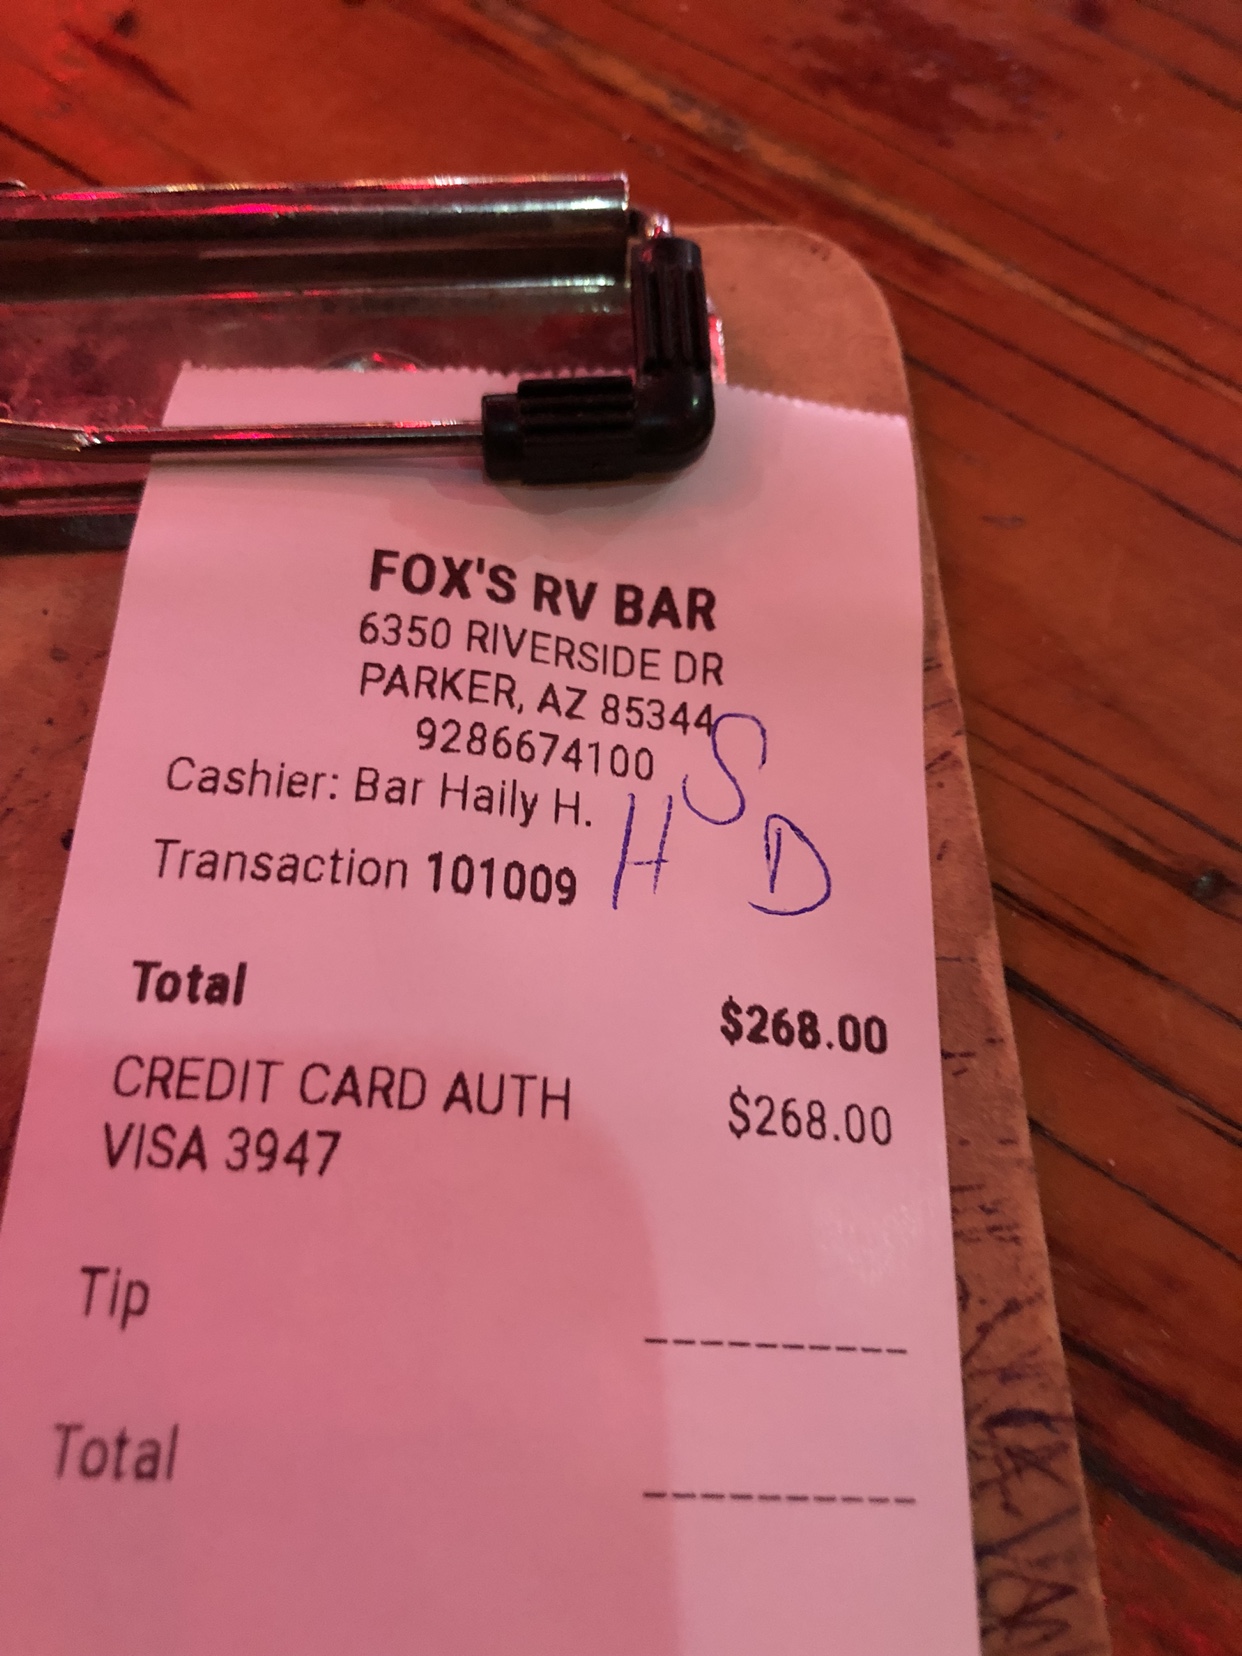 FOX'S RV BAR
6350 RIVERSIDE DR
PARKER, AZ 85344
9286674100
S
Cashier: Bar Haily H.
H D
Transaction 101009
Total $268.00
CREDIT CARD AUTH $268.00
VISA 3947
Tip ----------
Total ----------